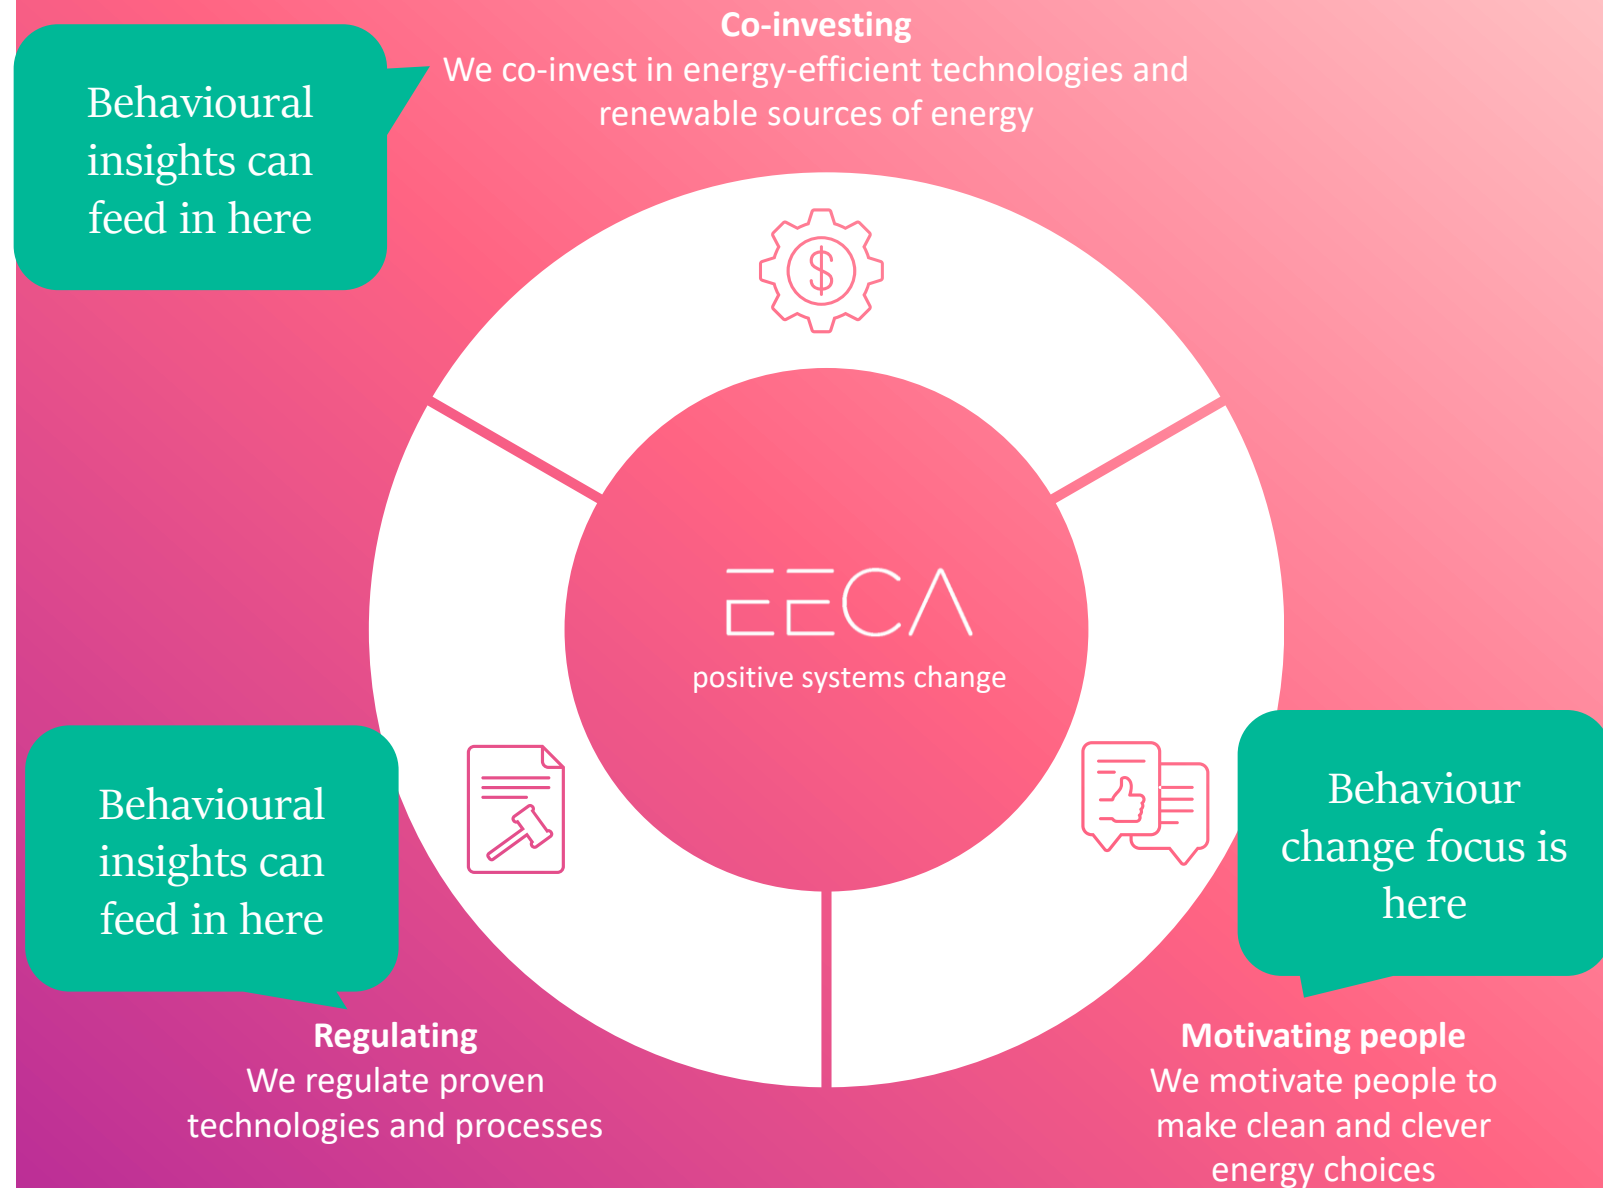 Co-investing
We co-invest in energy-efficient technologies and
renewable sources of energy
Behavioural
insights can
feed in here
$
EECA
positive systems change
Behavioural
insights can
feed in here
Regulating
We regulate proven
technologies and processes
Behaviour
change focus is
here
Motivating people
We motivate people to
make clean and clever
energy choices